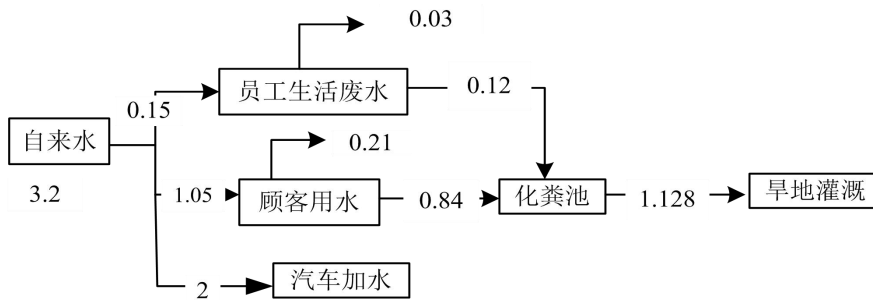 0.03
员工生活废水
0.12
0.15
自来水
0.21
3.2
1.05
顾客用水
0.84
化粪池
1.128
旱地灌溉
2
汽车加水